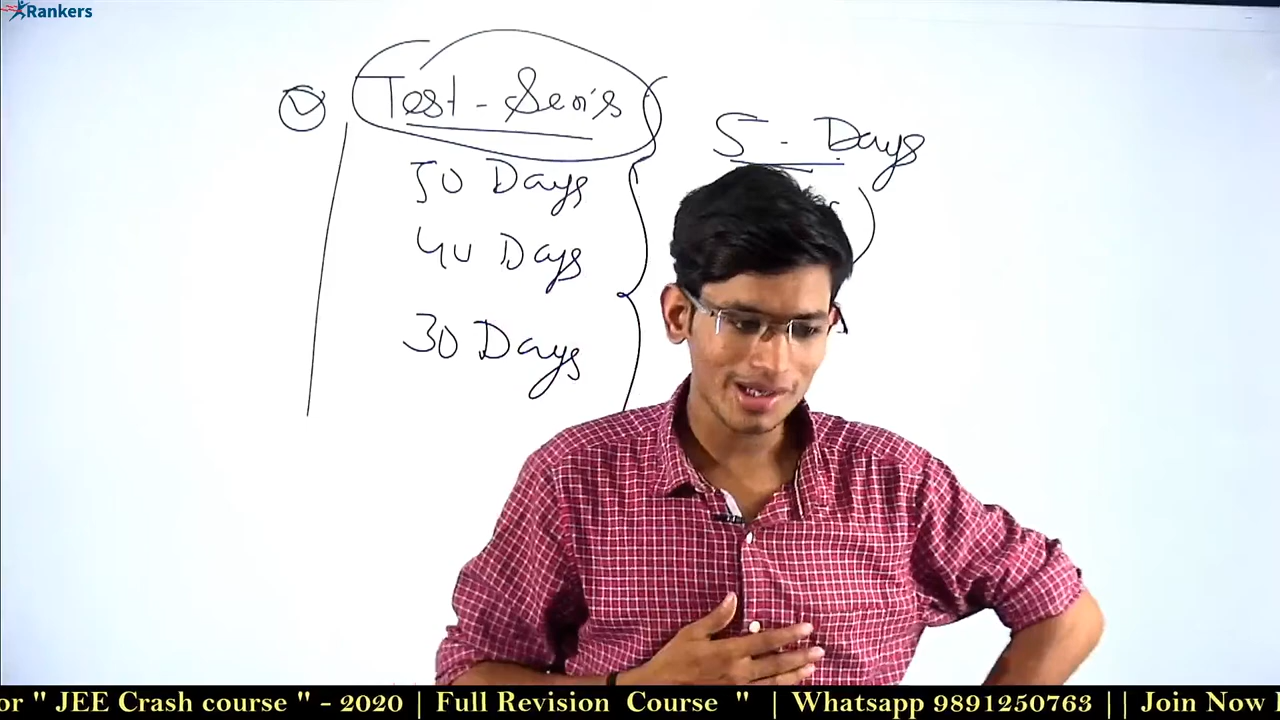 Rankers
Test - Seris
5 - Days
50 Days
40 Days
30 Days
or " JEE Crash course " - 2020 | Full Revision Course " | Whatsapp 9891250763 || Join Now